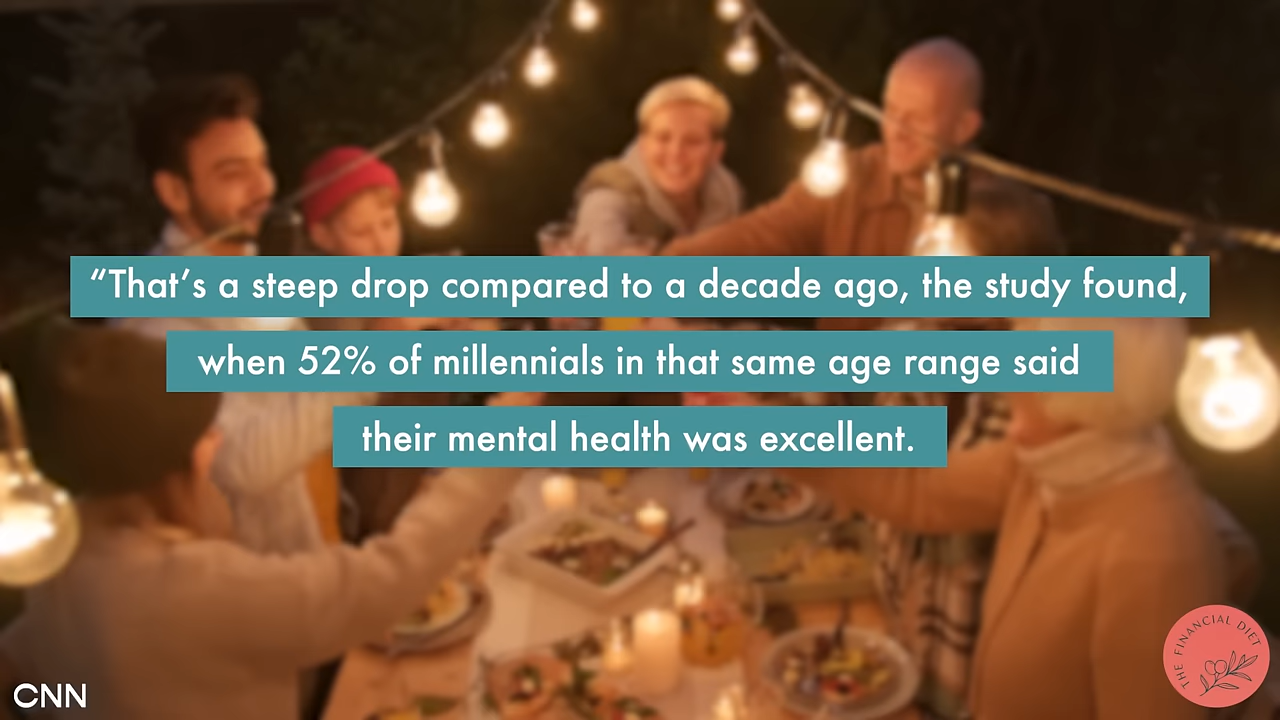 “That’s a steep drop compared to a decade ago, the study found,
when 52% of millennials in that same age range said
their mental health was excellent.
THE FINANCIAL DIET
CNN